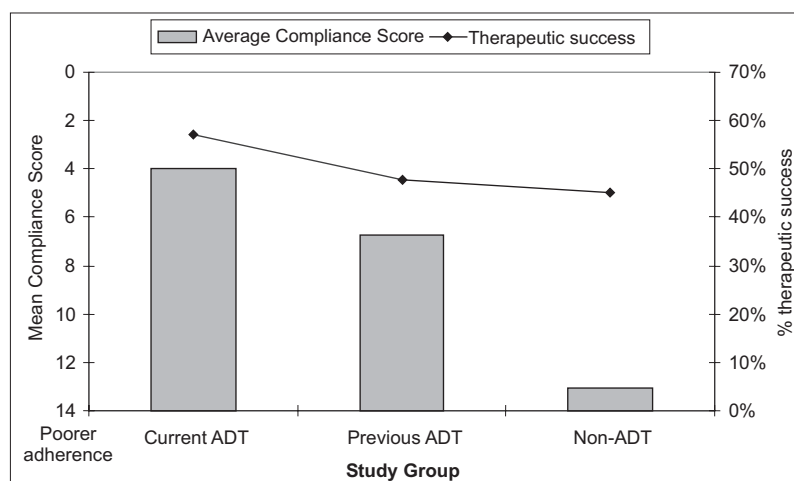 Average Compliance Score Therapeutic success
Mean Compliance Score
0
2
4
6
8
10
12
14
70%
60%
50%
40%
30%
20%
10%
0%
% therapeutic success
Poorer
adherence
Current ADT Previous ADT Non-ADT
Study Group